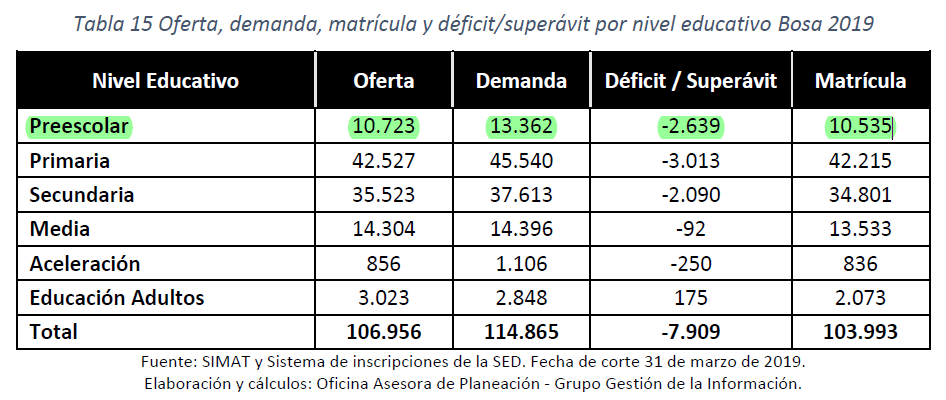 Tabla 15 Oferta, demanda, matrícula y déficit/superávit por nivel educativo Bosa 2019
Nivel Educativo Oferta Demanda Déficit / Superávit Matrícula
Preescolar 10.723 13.362 -2.639 10.535
Primaria 42.527 45.540 -3.013 42.215
Secundaria 35.523 37.613 -2.090 34.801
Media 14.304 14.396 -92 13.533
Aceleración 856 1.106 -250 836
Educación Adultos 3.023 2.848 175 2.073
Total 106.956 114.865 -7.909 103.993
Fuente: SIMAT y Sistema de inscripciones de la SED. Fecha de corte 31 de marzo de 2019.
Elaboración y cálculos: Oficina Asesora de Planeación - Grupo Gestión de la Información.